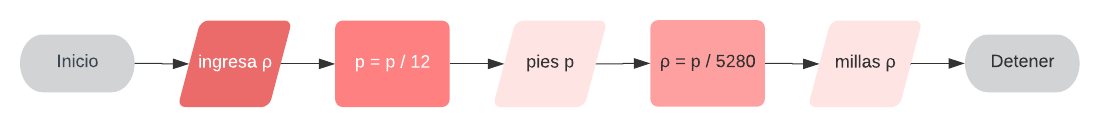 Inicio
ingresa ρ
p = p / 12
pies p
ρ = p / 5280
millas ρ
Detener